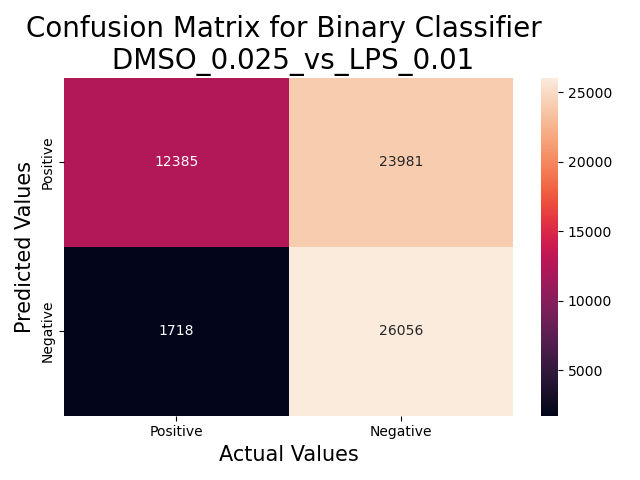 Confusion Matrix for Binary Classifier
DMSO_0.025_vs_LPS_0.01
Predicted Values
Positive
Negative
12385
23981
1718
26056
Positive
Negative
Actual Values
25000
20000
15000
10000
5000